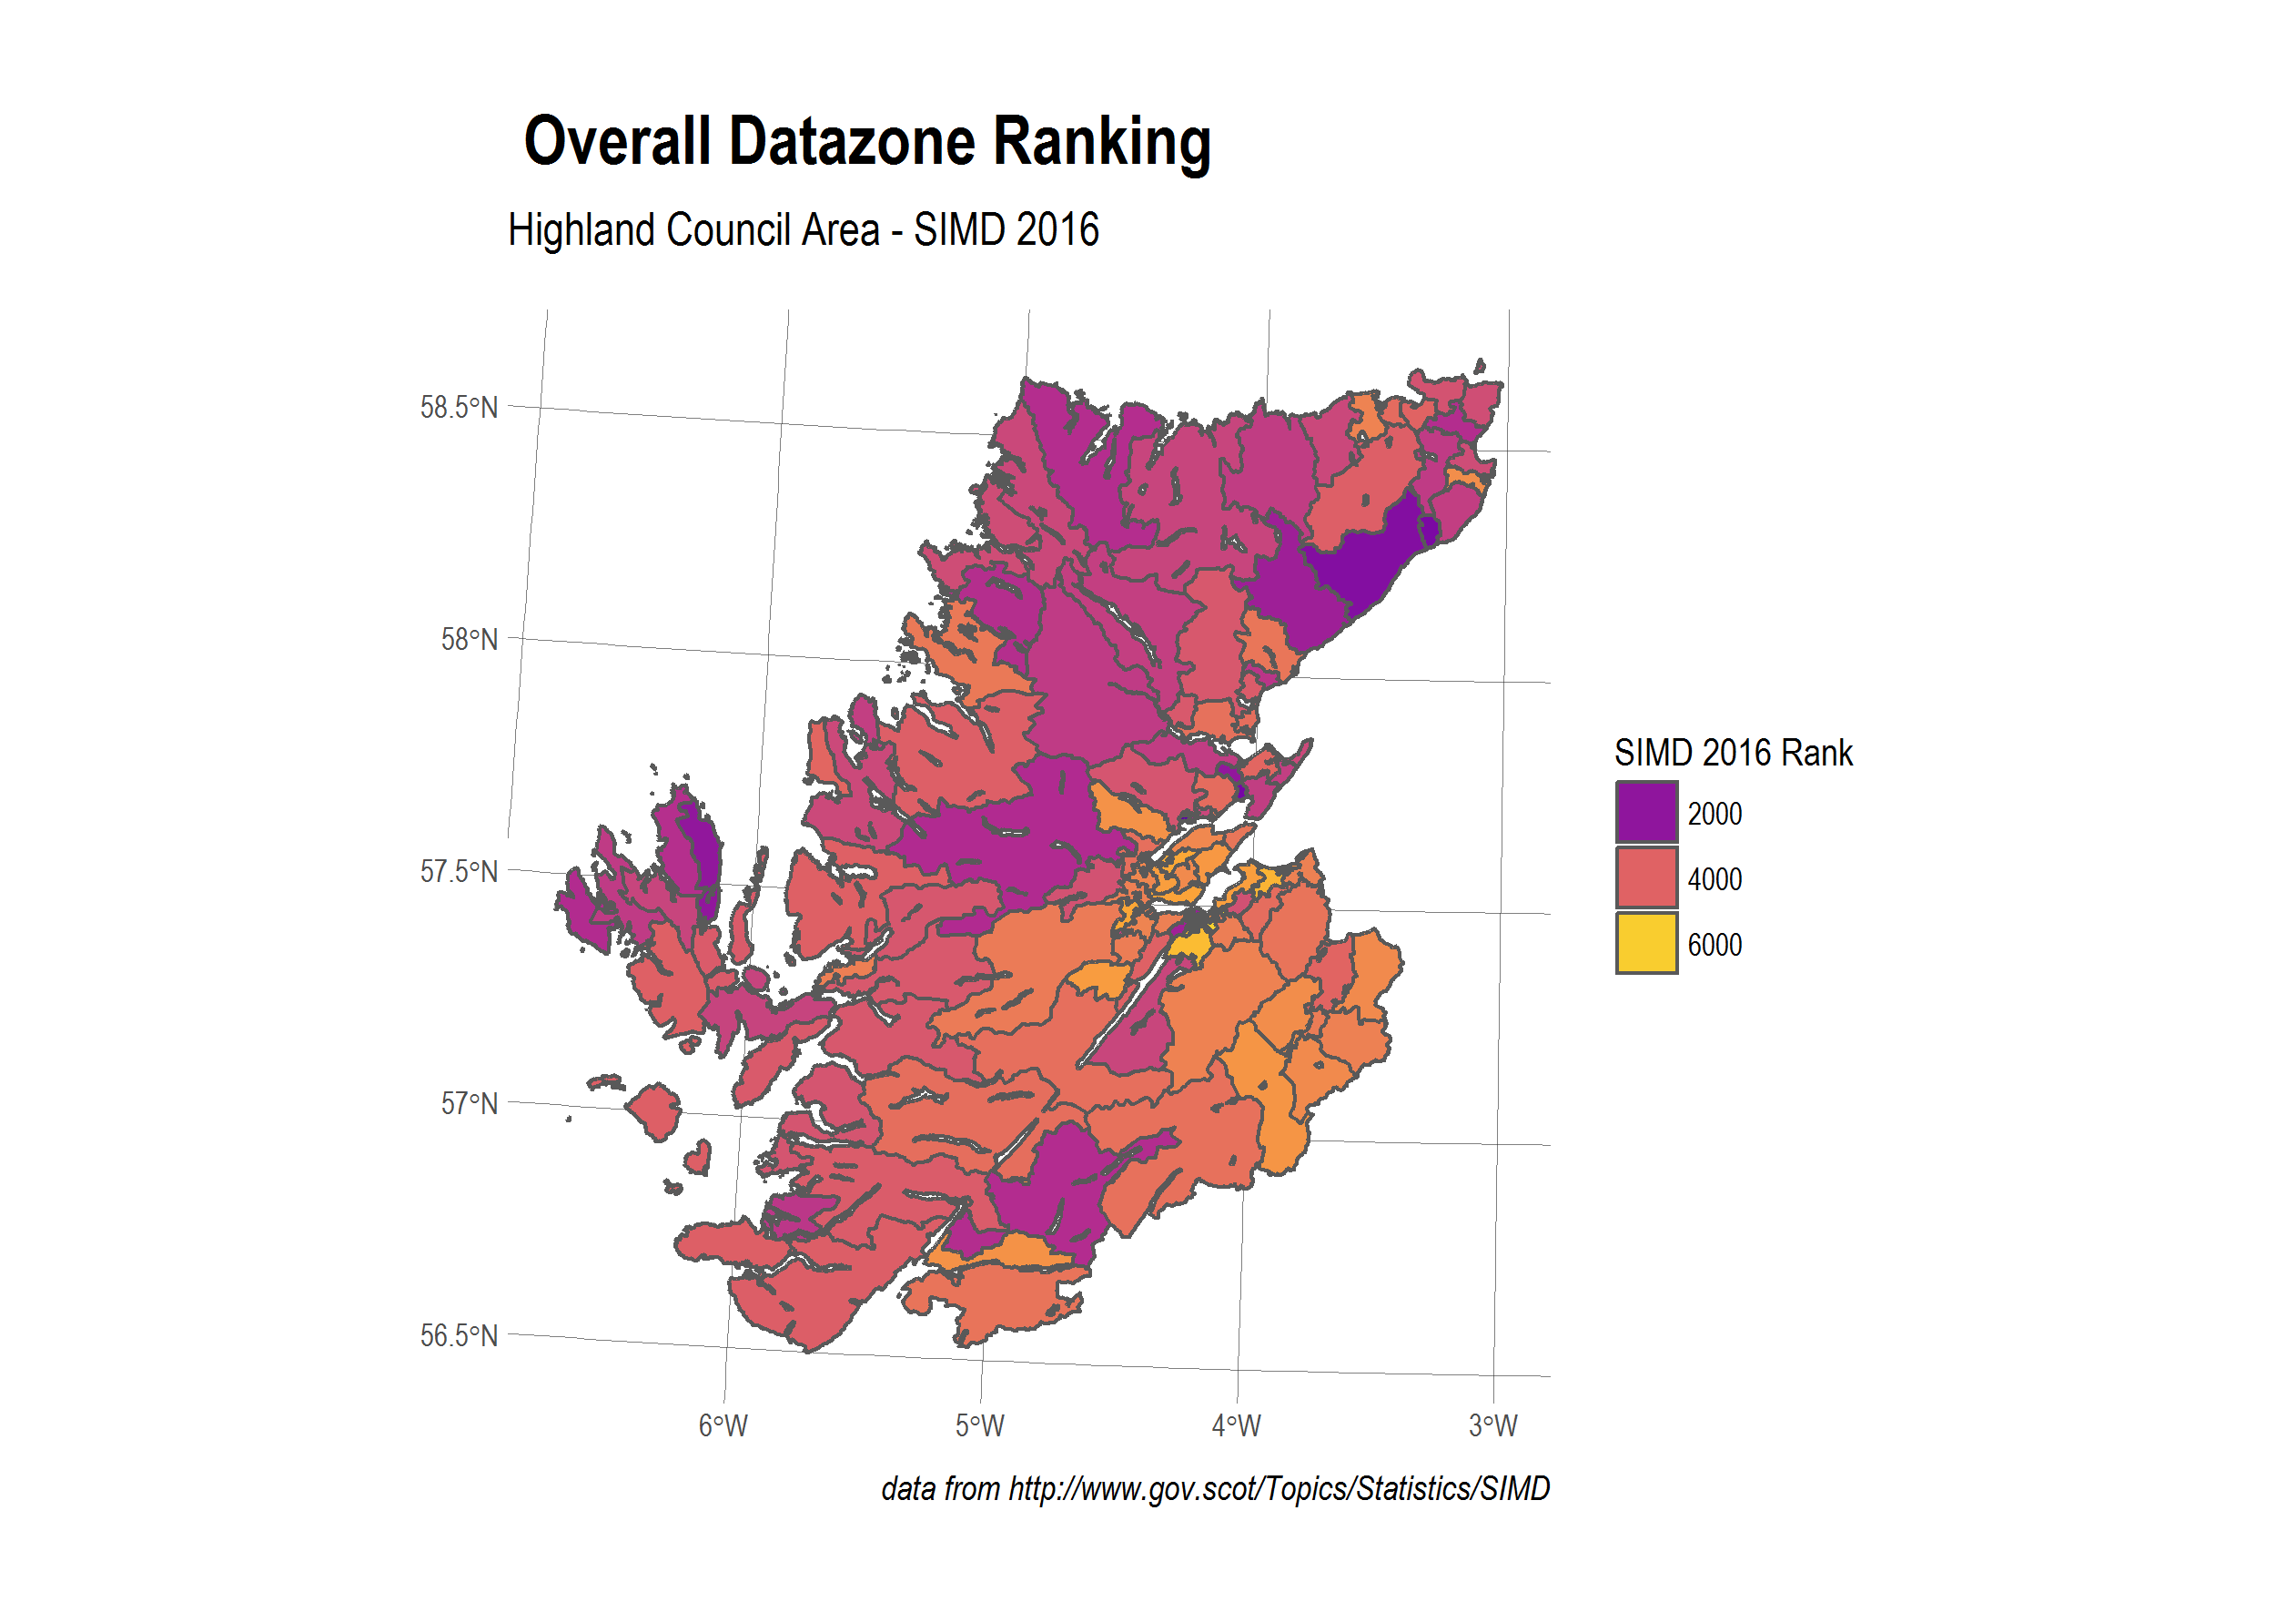 Overall Datazone Ranking
Highland Council Area - SIMD 2016
58.5°N
58°N
57.5°N
57°N
56.5°N
6°W
5°W
4°W
3°W
SIMD 2016 Rank
2000
4000
6000
data from http://www.gov.scot/Topics/Statistics/SIMD